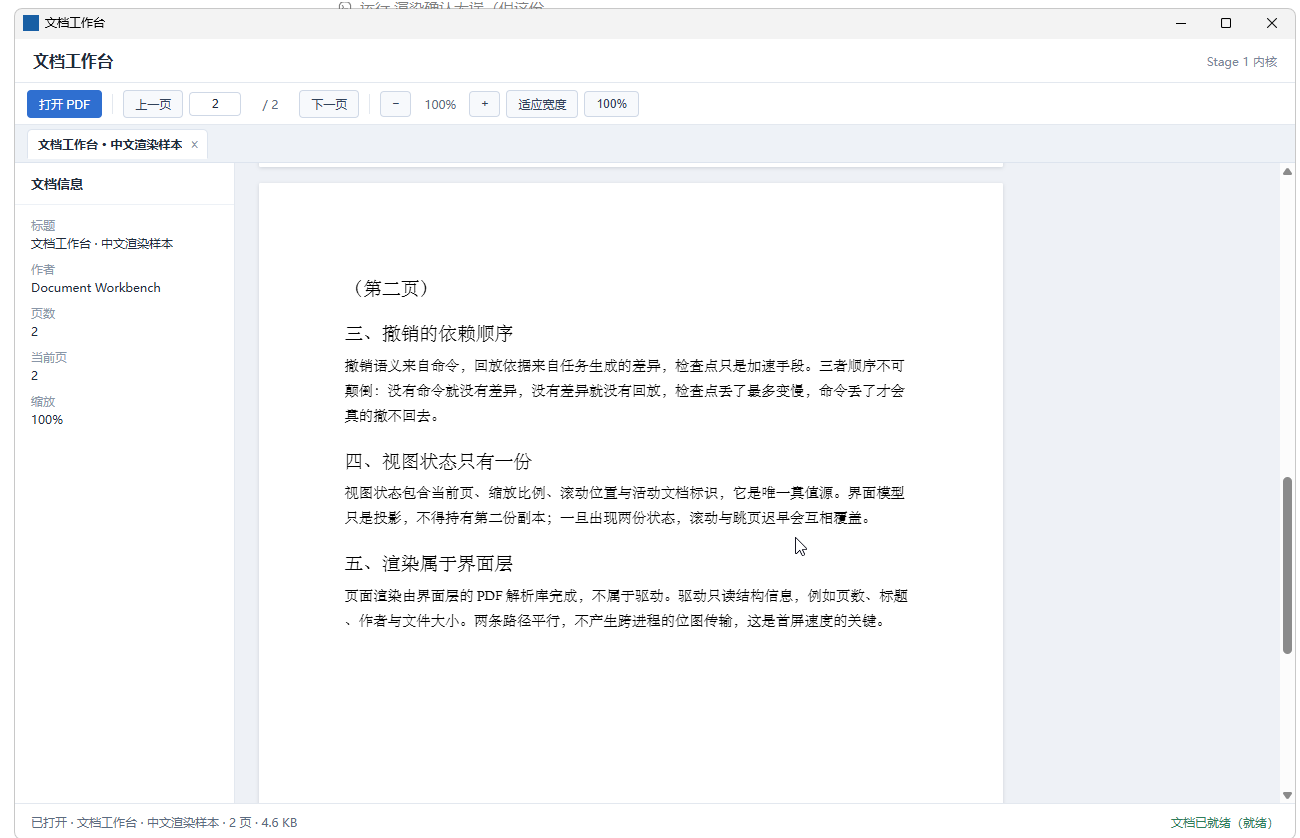 文档工作台
文档工作台
Stage 1 内核
打开 PDF 上一页 2 / 2 下一页 − 100% + 适应宽度 100%
文档工作台 · 中文渲染样本 ×
文档信息
标题
文档工作台 · 中文渲染样本
作者
Document Workbench
页数
2
当前页
2
缩放
100%
（第二页）
三、撤销的依赖顺序
撤销语义来自命令，回放依据来自任务生成的差异，检查点只是加速手段。三者顺序不可
颠倒：没有命令就没有差异，没有差异就没有回放，检查点丢了最多变慢，命令丢了才会
真的撤不回去。
四、视图状态只有一份
视图状态包含当前页、缩放比例、滚动位置与活动文档标识，它是唯一真值源。界面模型
只是投影，不得持有第二份副本；一旦出现两份状态，滚动与跳页迟早会互相覆盖。
五、渲染属于界面层
页面渲染由界面层的 PDF 解析库完成，不属于驱动。驱动只读结构信息，例如页数、标题
、作者与文件大小。两条路径平行，不产生跨进程的位图传输，这是首屏速度的关键。
已打开 · 文档工作台 · 中文渲染样本 · 2 页 · 4.6 KB
文档已就绪（就绪）